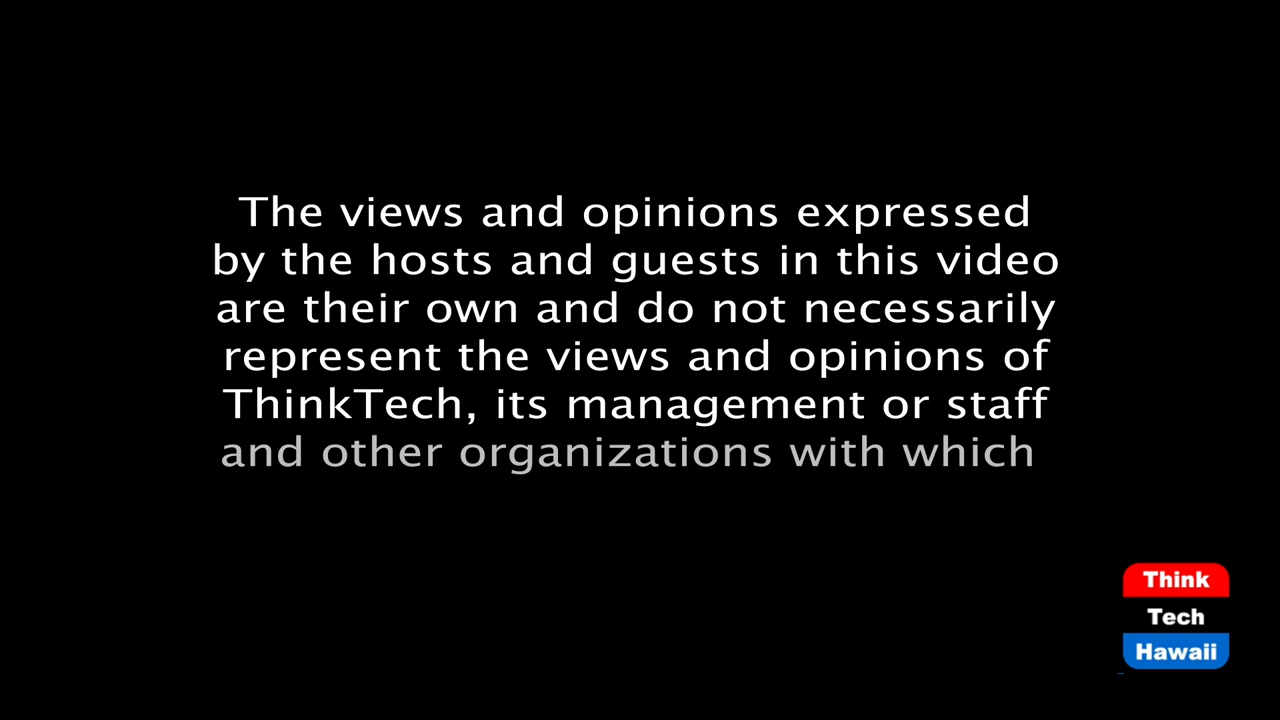 The views and opinions expressed
by the hosts and guests in this video
are their own and do not necessarily
represent the views and opinions of
ThinkTech, its management or staff
and other organizations with which
Think
Tech
Hawaii